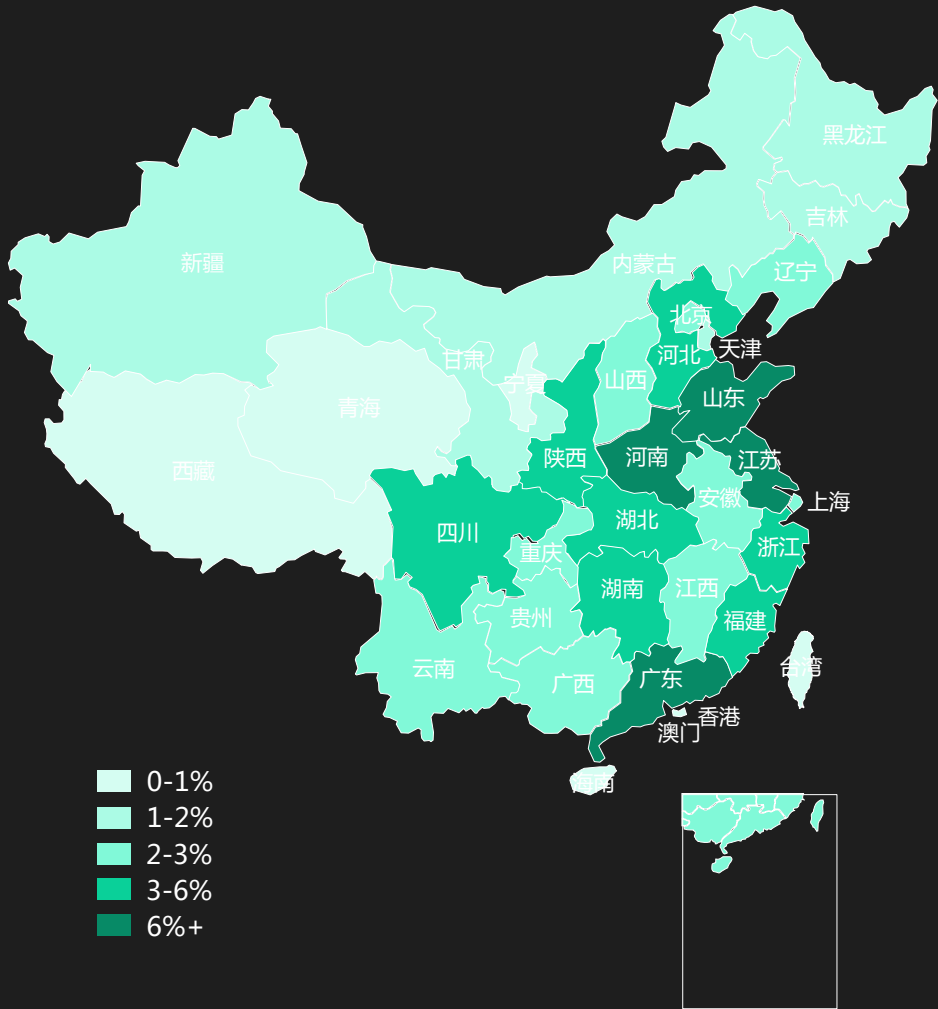 黑龙江
吉林
新疆
内蒙古
辽宁
北京
天津
甘肃
河北
宁夏
山西
青海
山东
陕西
河南
江苏
西藏
安徽
上海
四川
湖北
浙江
重庆
湖南
江西
贵州
福建
云南
广西
广东
台湾
香港
澳门
海南
0-1%
1-2%
2-3%
3-6%
6%+